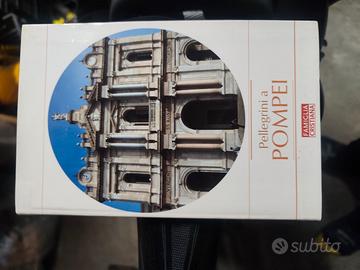 Pellegrini a
POMPEI
FAMIGLIA
CRISTIANA
subito